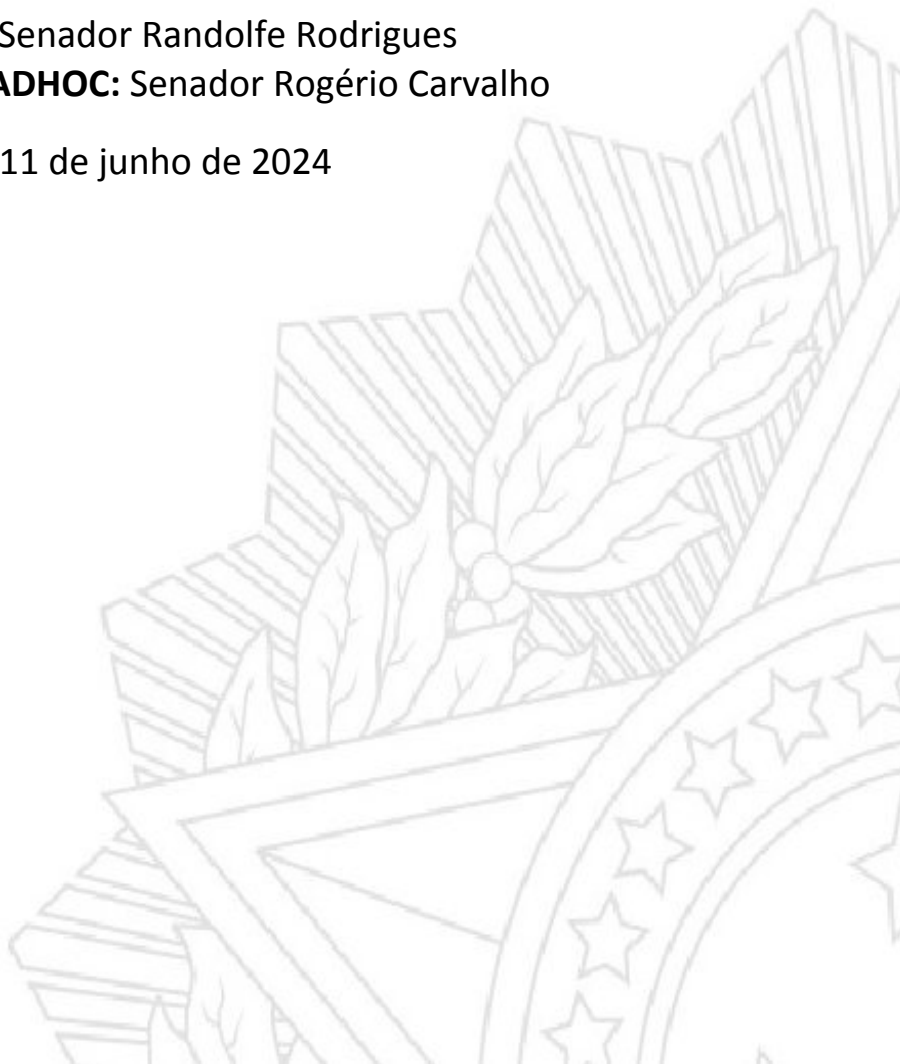 Senador Randolfe Rodrigues
ADHOC: Senador Rogério Carvalho
11 de junho de 2024